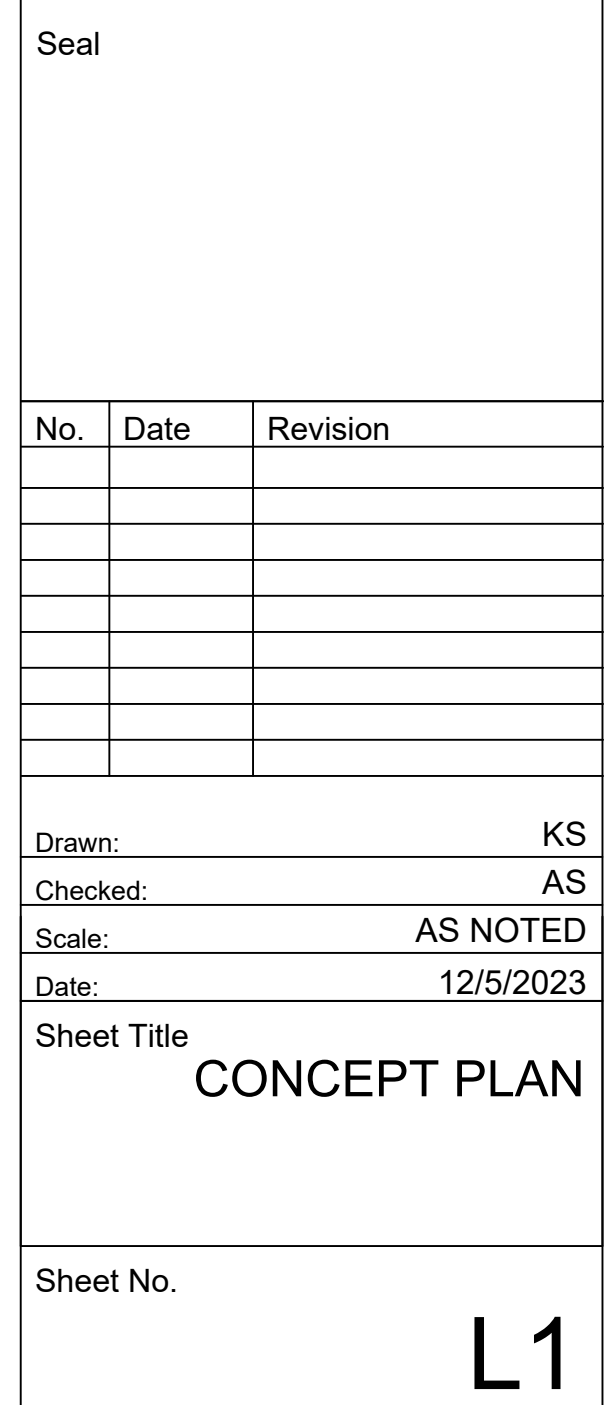 Seal
No. Date Revision
Drawn: KS
Checked: AS
Scale: AS NOTED
Date: 12/5/2023
Sheet Title
CONCEPT PLAN
Sheet No.
L1